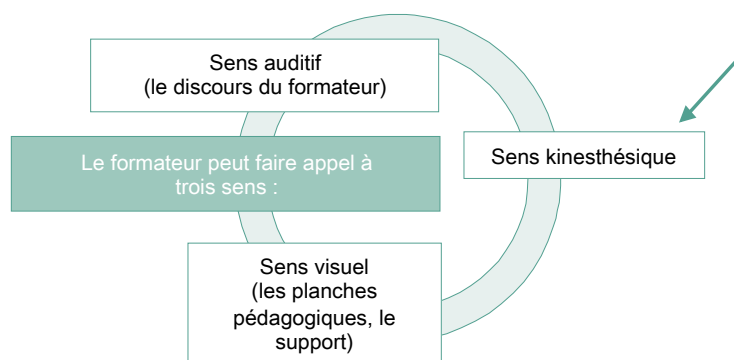 Sens auditif
(le discours du formateur)
Le formateur peut faire appel à
trois sens :
Sens kinesthésique
Sens visuel
(les planches
pédagogiques, le
support)